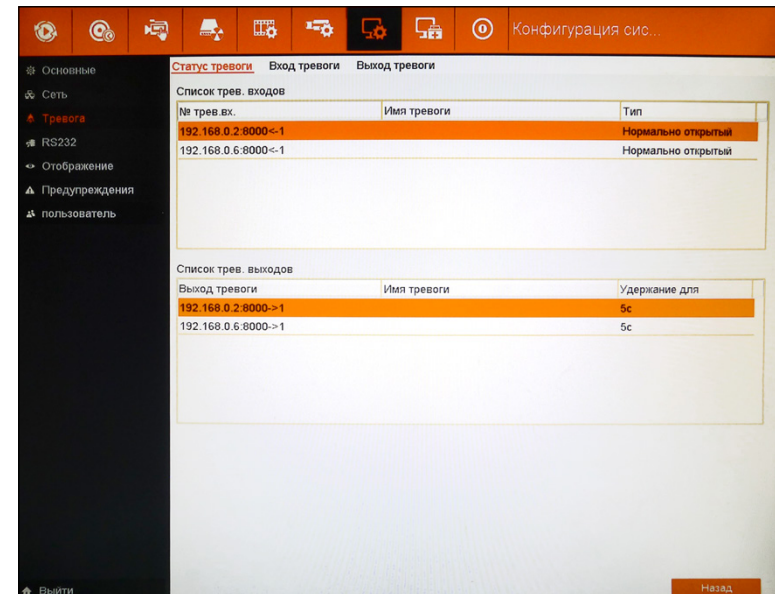 Конфигурация сис...
Основные
Сеть
Тревога
RS232
Отображение
Предупреждения
пользователь
Выйти
Статус тревоги Вход тревоги Выход тревоги
Список трев. входов
№ трев.вх. Имя тревоги Тип
192.168.0.2:8000<-1 Нормально открытый
192.168.0.6:8000<-1 Нормально открытый
Список трев. выходов
Выход тревоги Имя тревоги Удержание для
192.168.0.2:8000->1 5с
192.168.0.6:8000->1 5с
Назад